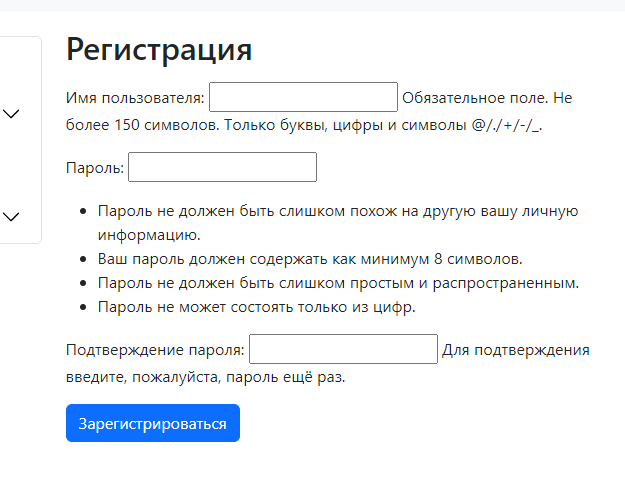 Регистрация
Имя пользователя: Обязательное поле. Не
более 150 символов. Только буквы, цифры и символы @/./+/-/_.
Пароль:
• Пароль не должен быть слишком похож на другую вашу личную
информацию.
• Ваш пароль должен содержать как минимум 8 символов.
• Пароль не должен быть слишком простым и распространенным.
• Пароль не может состоять только из цифр.
Подтверждение пароля: Для подтверждения
введите, пожалуйста, пароль ещё раз.
Зарегистрироваться